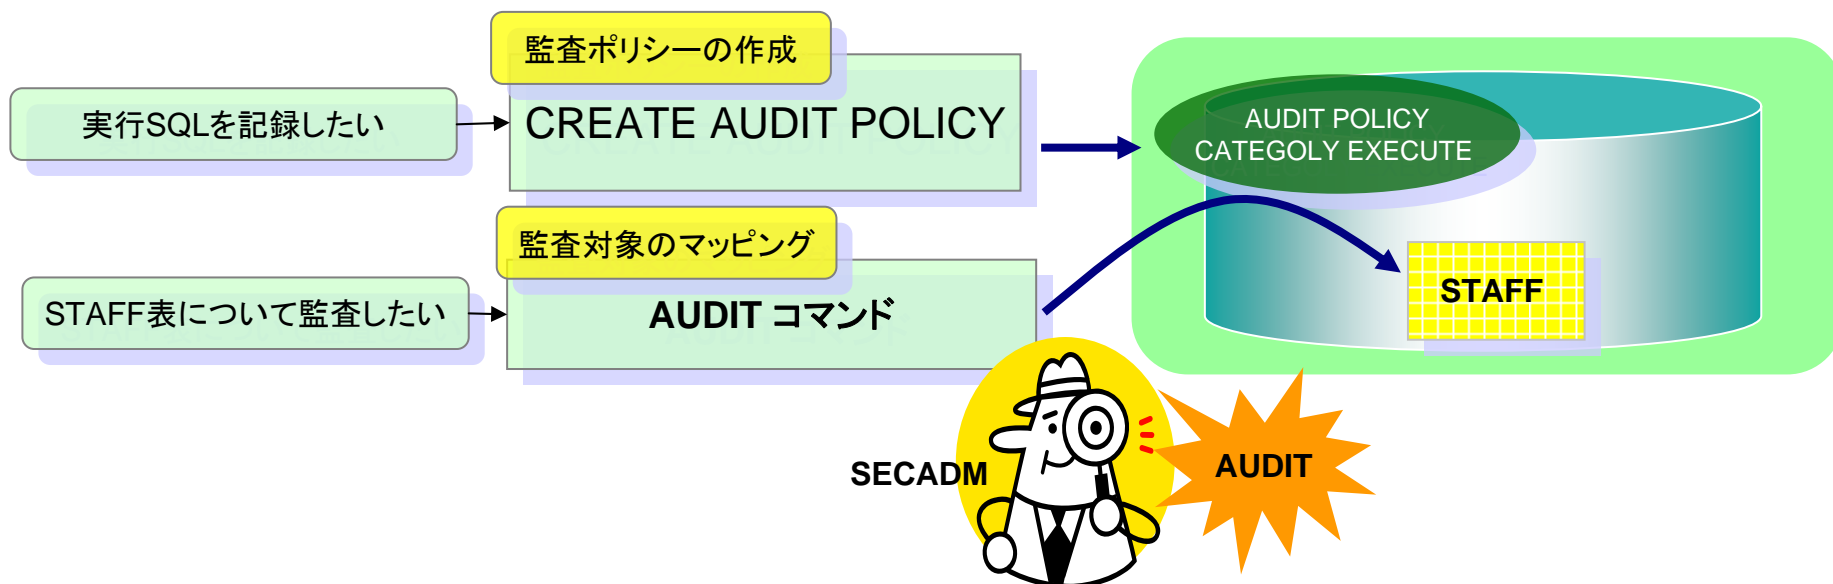 監査ポリシーの作成
実行SQLを記録したい
CREATE AUDIT POLICY
AUDIT POLICY
CATEGOLY EXECUTE
監査対象のマッピング
STAFF表について監査したい
AUDIT コマンド
STAFF
SECADM
AUDIT